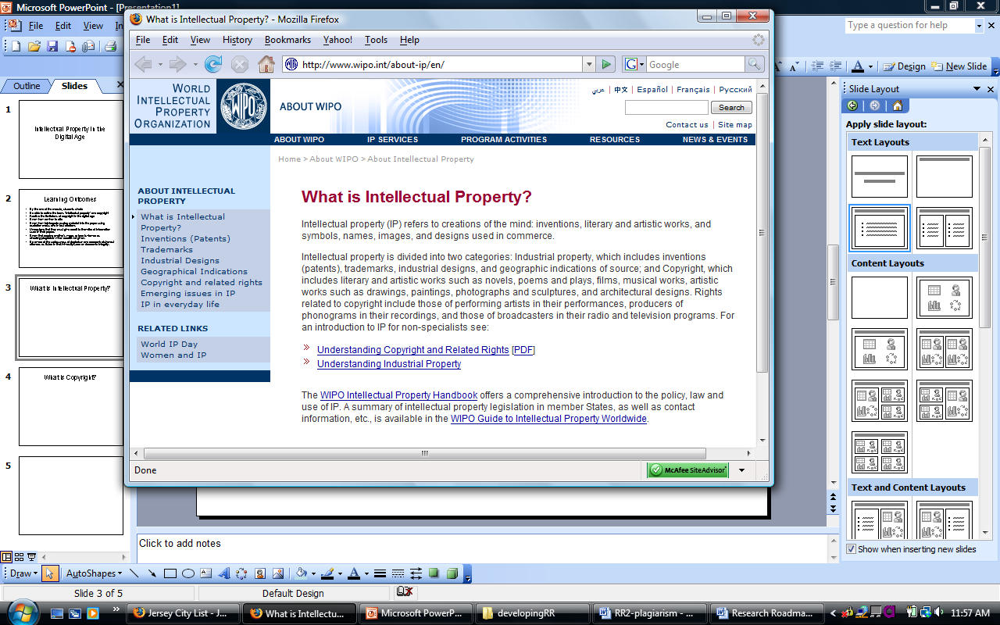 Microsoft PowerPoint - [Presentation1]
File Edit View In
Type a question for help
What is Intellectual Property? - Mozilla Firefox
File Edit View History Bookmarks Yahoo! Tools Help
http://www.wipo.int/about-ip/en/
G Google
Design New Slide
Outline Slides
1
Intellectual Property in the
Digital Age
2
Learning Outcomes
3
What is Intellectual Property?
4
What is Copyright?
5
WORLD
INTELLECTUAL
PROPERTY
ORGANIZATION
WIPO
ABOUT WIPO
عربي | 中文 | Español | Français | Русский
Search
Contact us | Site map
ABOUT WIPO IP SERVICES PROGRAM ACTIVITIES RESOURCES NEWS & EVENTS
Home > About WIPO > About Intellectual Property
ABOUT INTELLECTUAL
PROPERTY
What is Intellectual
Property?
Inventions (Patents)
Trademarks
Industrial Designs
Geographical Indications
Copyright and related rights
Emerging issues in IP
IP in everyday life
RELATED LINKS
World IP Day
Women and IP
What is Intellectual Property?
Intellectual property (IP) refers to creations of the mind: inventions, literary and artistic works, and
symbols, names, images, and designs used in commerce.
Intellectual property is divided into two categories: Industrial property, which includes inventions
(patents), trademarks, industrial designs, and geographic indications of source; and Copyright, which
includes literary and artistic works such as novels, poems and plays, films, musical works, artistic
works such as drawings, paintings, photographs and sculptures, and architectural designs. Rights
related to copyright include those of performing artists in their performances, producers of
phonograms in their recordings, and those of broadcasters in their radio and television programs. For
an introduction to IP for non-specialists see:
Understanding Copyright and Related Rights [PDF]
Understanding Industrial Property
The WIPO Intellectual Property Handbook offers a comprehensive introduction to the policy, law and
use of IP. A summary of intellectual property legislation in member States, as well as contact
information, etc., is available in the WIPO Guide to Intellectual Property Worldwide.
Done
McAfee SiteAdvisor
Slide Layout
Apply slide layout:
Text Layouts
Content Layouts
Text and Content Layouts
Show when inserting new slides
Click to add notes
Draw AutoShapes
Slide 3 of 5 Default Design
Jersey City List - J...
What is Intellectu...
Microsoft PowerP...
developingRR
RR2-plagiarism - ...
Research Roadma...
11:57 AM